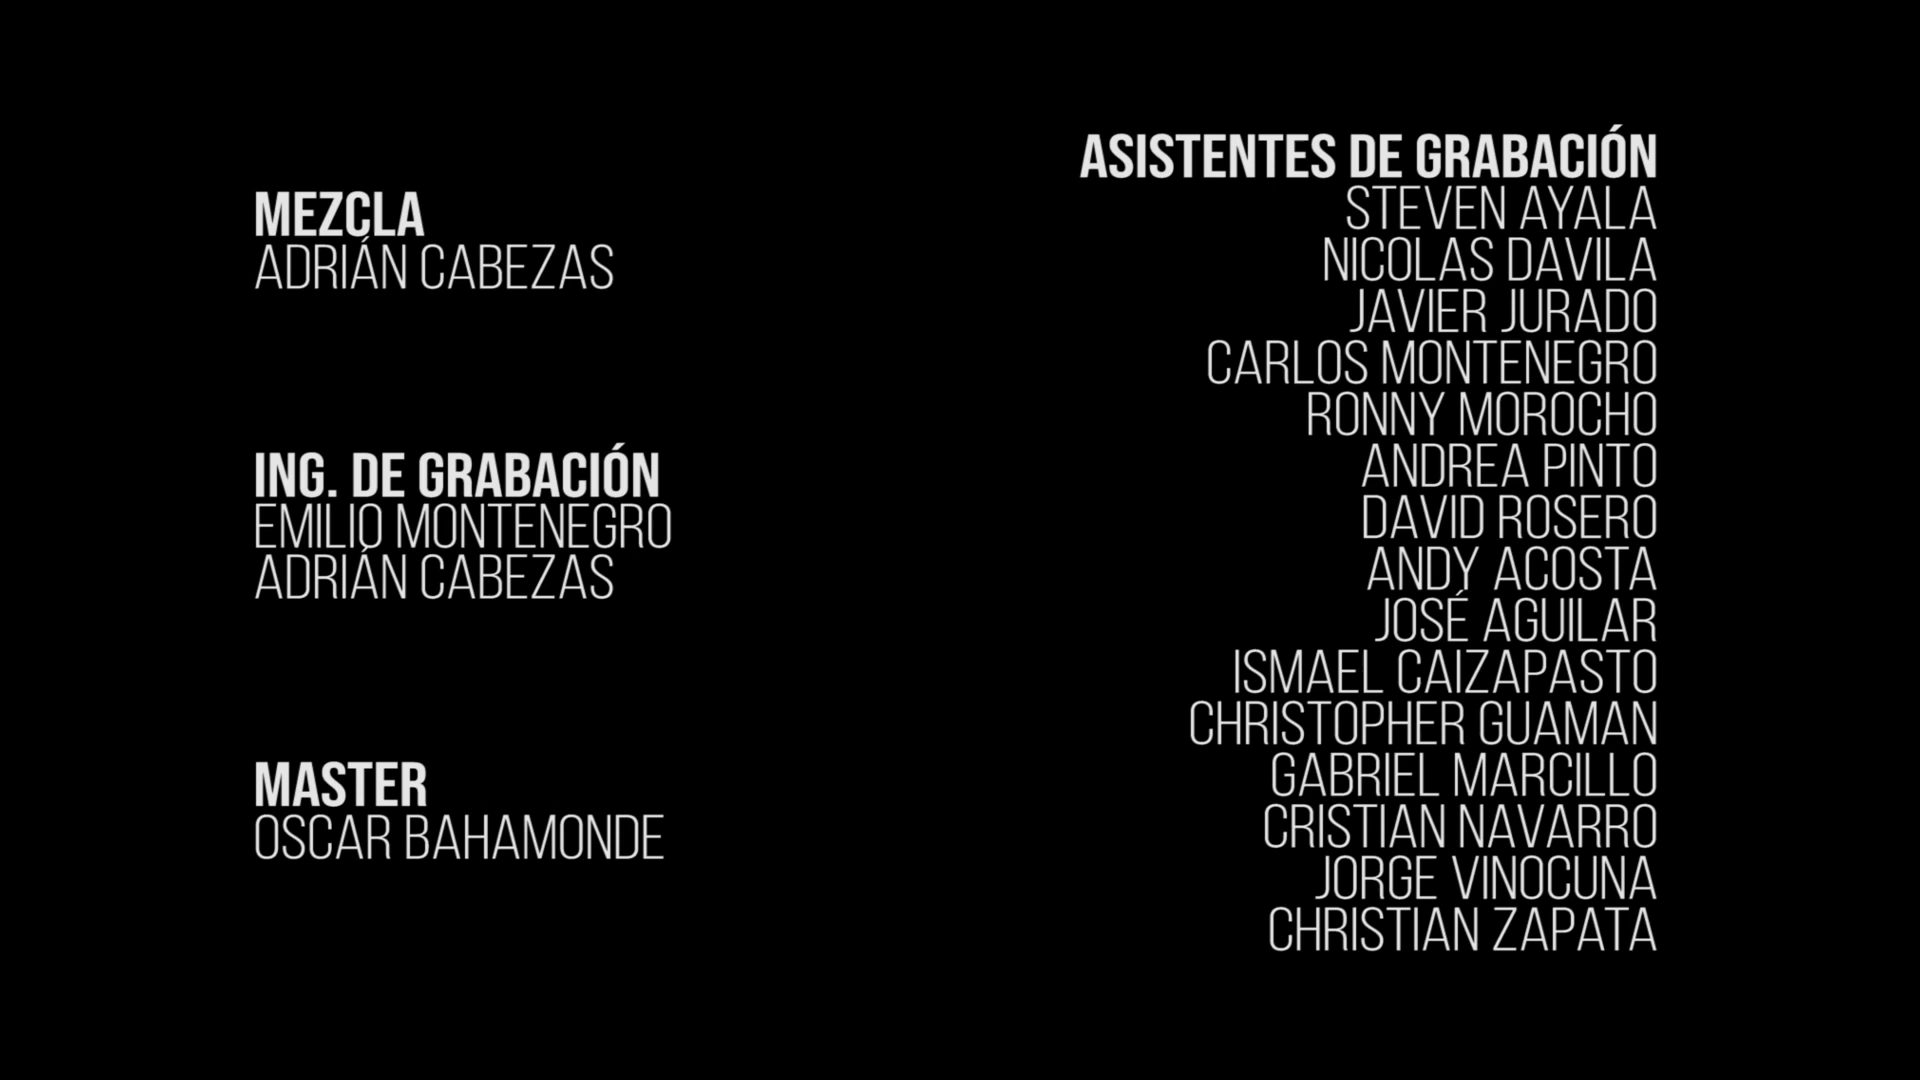 MEZCLA
ADRIÁN CABEZAS
ING. DE GRABACIÓN
EMILIO MONTENEGRO
ADRIÁN CABEZAS
MASTER
OSCAR BAHAMONDE
ASISTENTES DE GRABACIÓN
STEVEN AYALA
NICOLAS DAVILA
JAVIER JURADO
CARLOS MONTENEGRO
RONNY MOROCHO
ANDREA PINTO
DAVID ROSERO
ANDY ACOSTA
JOSÉ AGUILAR
ISMAEL CAIZAPASTO
CHRISTOPHER GUAMAN
GABRIEL MARCILLO
CRISTIAN NAVARRO
JORGE VINOCUNA
CHRISTIAN ZAPATA